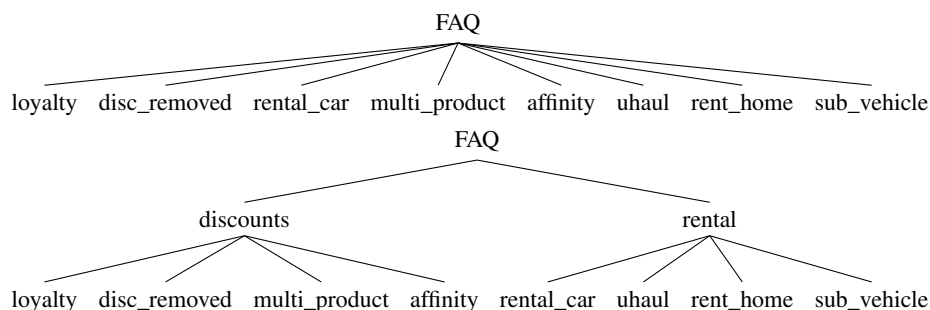 FAQ
loyalty disc_removed rental_car multi_product affinity uhaul rent_home sub_vehicle
FAQ
discounts rental
loyalty disc_removed multi_product affinity rental_car uhaul rent_home sub_vehicle